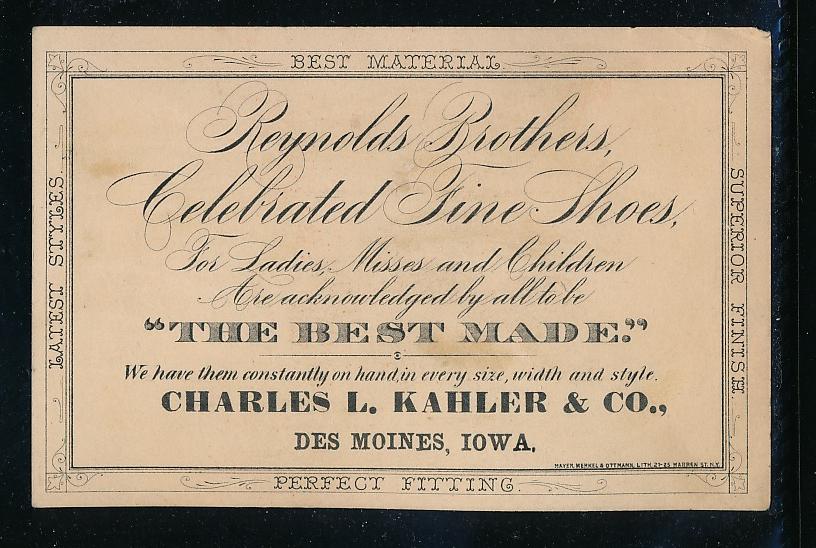 BEST MATERIAL
Reynolds Brothers,
Celebrated Fine Shoes,
For Ladies, Misses and Children
Are acknowledged by all to be
"THE BEST MADE."
We have them constantly on hand, in every size, width and style.
CHARLES L. KAHLER & CO.,
DES MOINES, IOWA.
MAYER, MERKEL & OTTMANN, LITH. 21-25 WARREN ST. N.Y.
PERFECT FITTING.
LATEST STYLES
SUPERIOR FINISH.